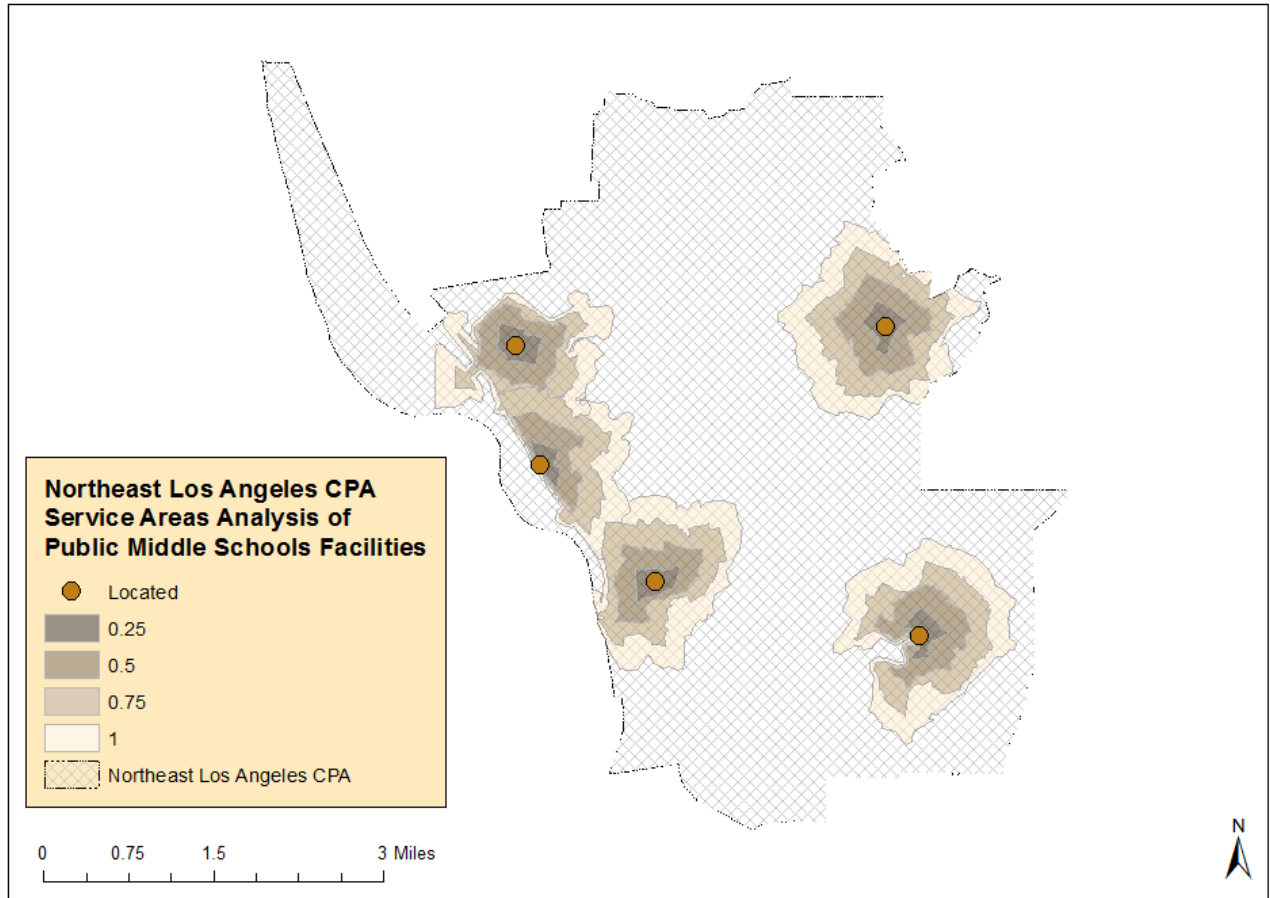 Northeast Los Angeles CPA
Service Areas Analysis of
Public Middle Schools Facilities
Located
0.25
0.5
0.75
1
Northeast Los Angeles CPA
0 0.75 1.5 3 Miles
N